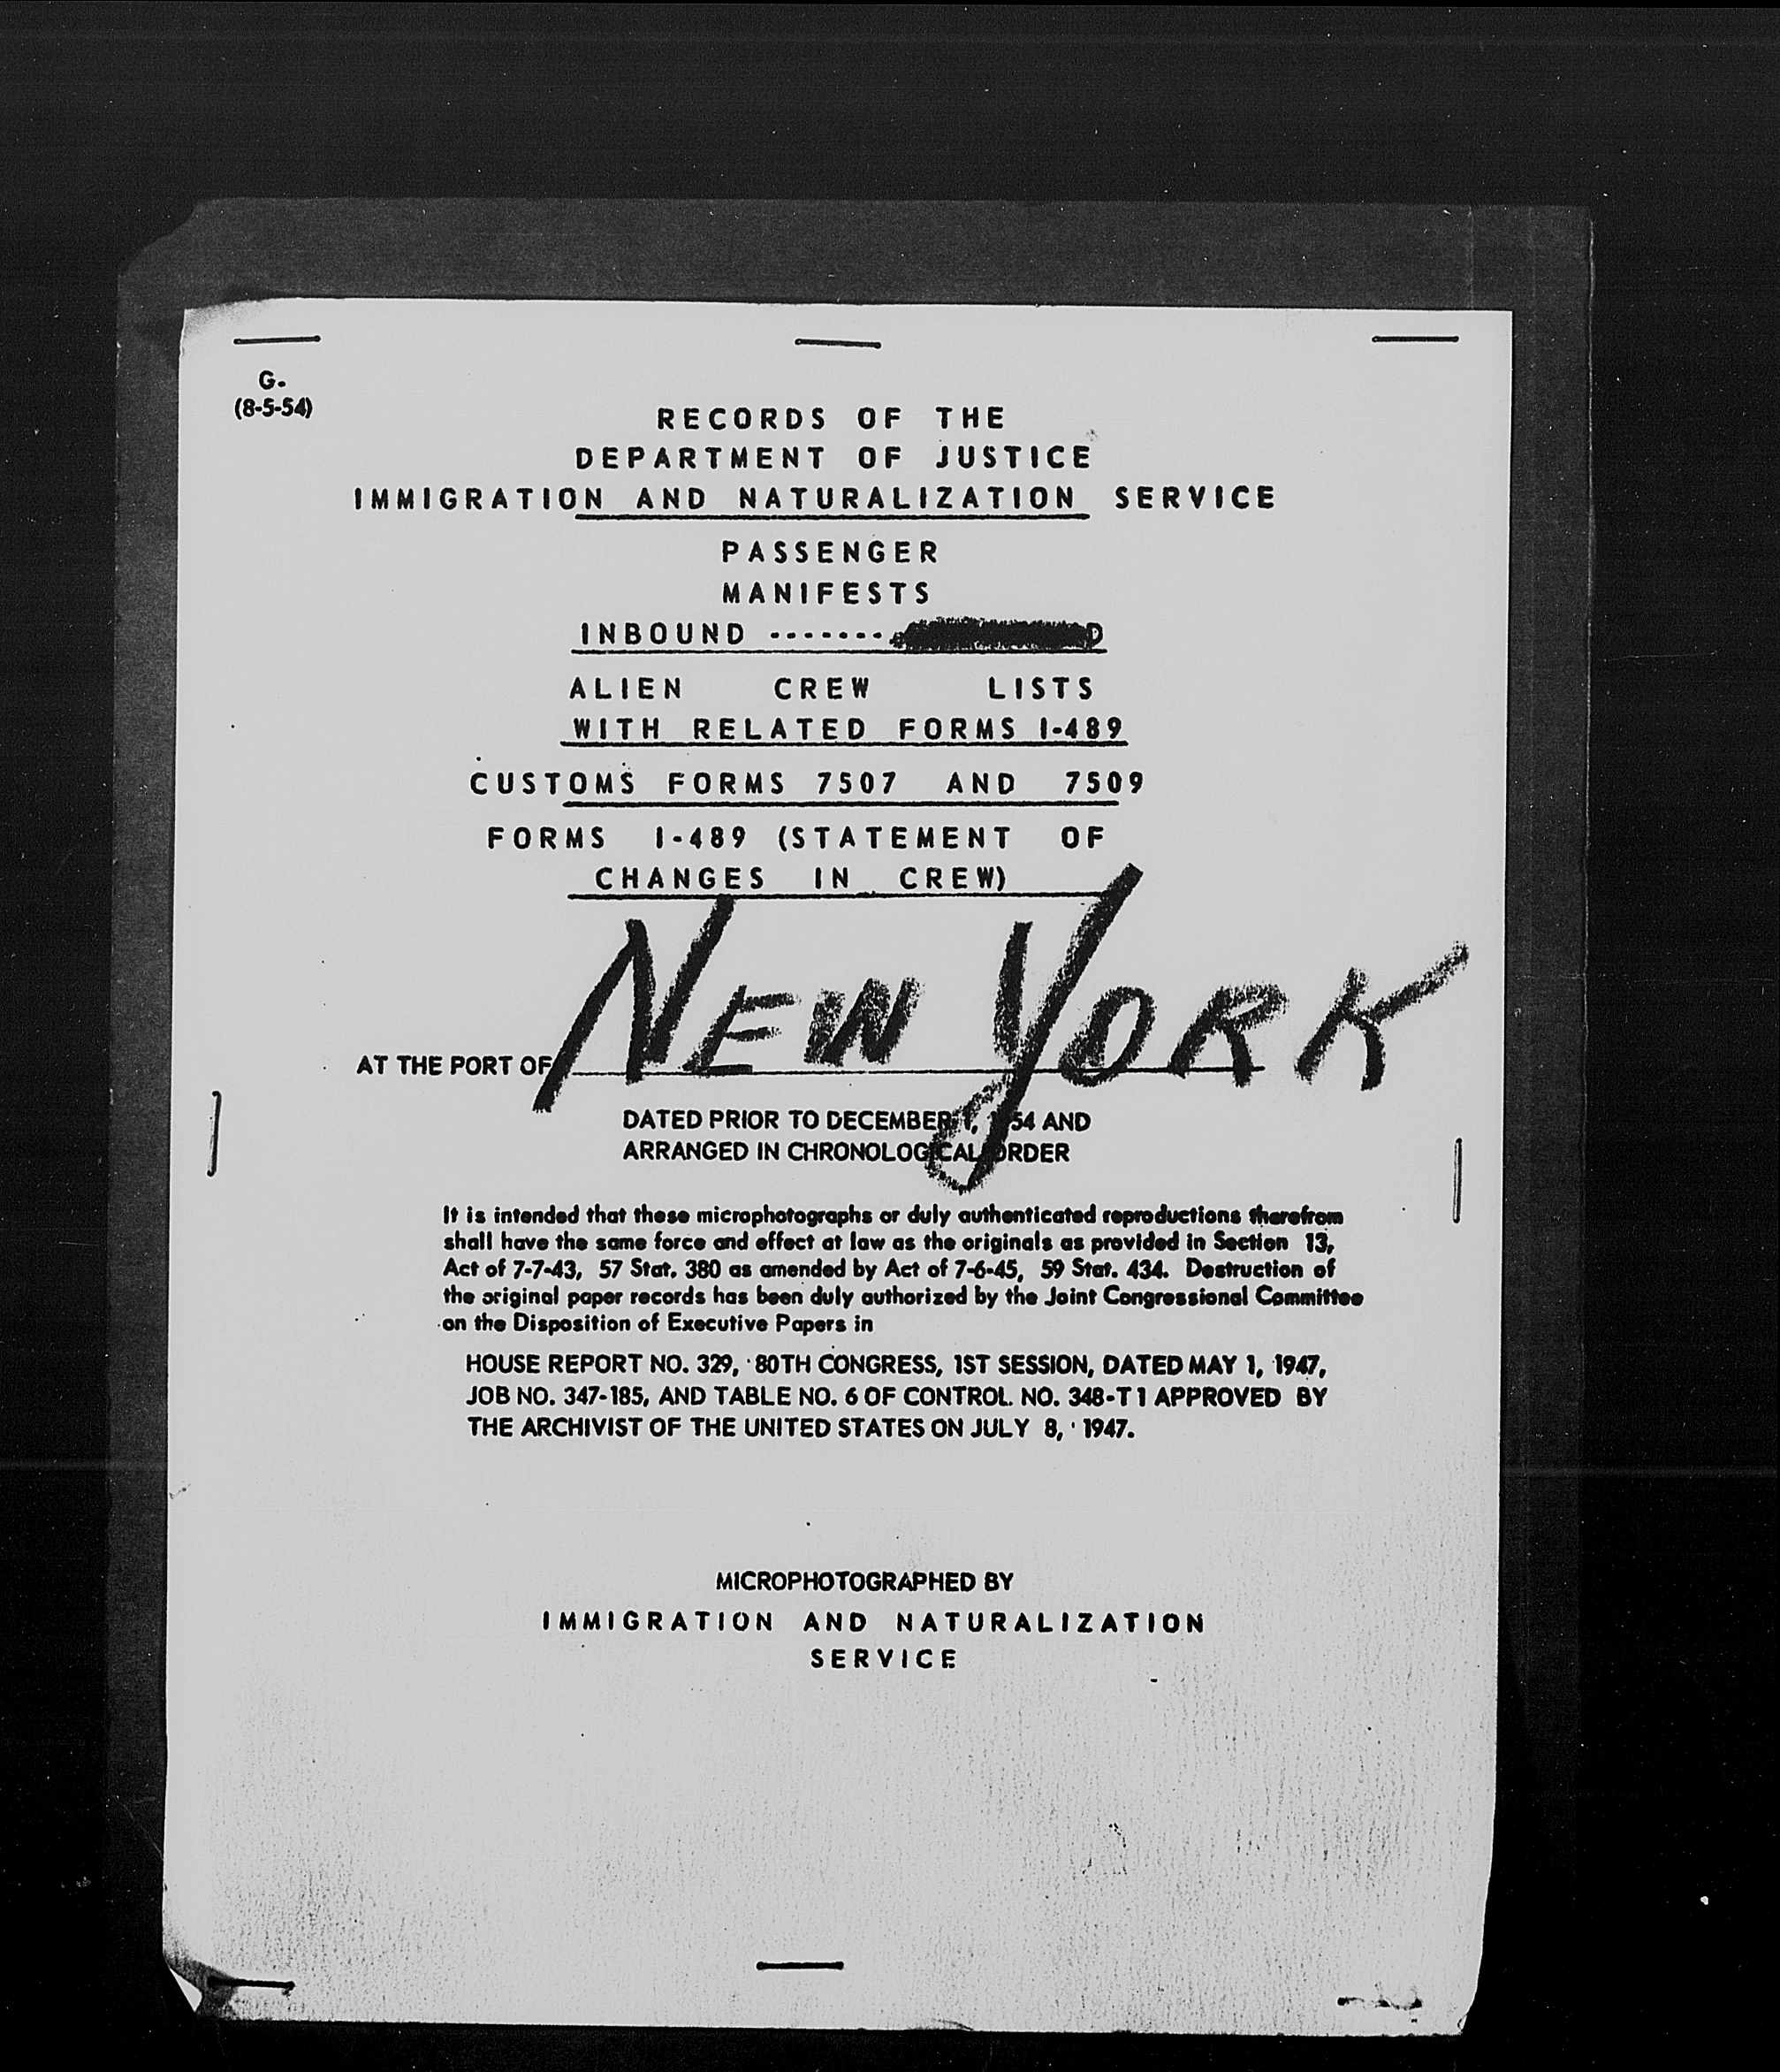 G-
(8-5-54)
RECORDS OF THE
DEPARTMENT OF JUSTICE
IMMIGRATION AND NATURALIZATION SERVICE
PASSENGER
MANIFESTS
INBOUND --------
ALIEN CREW LISTS
WITH RELATED FORMS I-489
CUSTOMS FORMS 7507 AND 7509
FORMS I-489 (STATEMENT OF
CHANGES IN CREW)
AT THE PORT OF NEW YORK
DATED PRIOR TO DECEMBER 1, 1954 AND
ARRANGED IN CHRONOLOGICAL ORDER
It is intended that these microphotographs or duly authenticated reproductions therefrom
shall have the same force and effect at law as the originals as provided in Section 13,
Act of 7-7-43, 57 Stat. 380 as amended by Act of 7-6-45, 59 Stat. 434. Destruction of
the original paper records has been duly authorized by the Joint Congressional Committee
on the Disposition of Executive Papers in
HOUSE REPORT NO. 329, 80TH CONGRESS, 1ST SESSION, DATED MAY 1, 1947,
JOB NO. 347-185, AND TABLE NO. 6 OF CONTROL NO. 348-T1 APPROVED BY
THE ARCHIVIST OF THE UNITED STATES ON JULY 8, 1947.
MICROPHOTOGRAPHED BY
IMMIGRATION AND NATURALIZATION
SERVICE